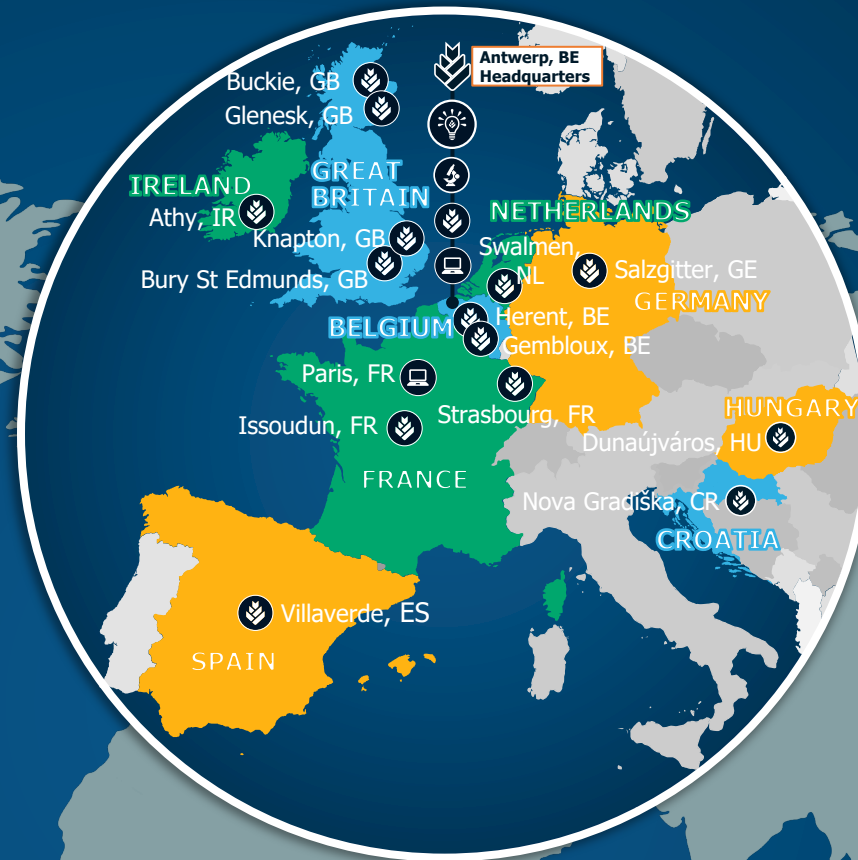 Antwerp, BE
Headquarters
Buckie, GB
Glenesk, GB
GREAT
BRITAIN
IRELAND
Athy, IR
NETHERLANDS
Knapton, GB
Swalmen,
NL
Bury St Edmunds, GB
Salzgitter, GE
GERMANY
BELGIUM
Herent, BE
Gembloux, BE
Paris, FR
Strasbourg, FR
Issoudun, FR
HUNGARY
Dunaújváros, HU
FRANCE
Nova Gradiška, CR
CROATIA
Villaverde, ES
SPAIN